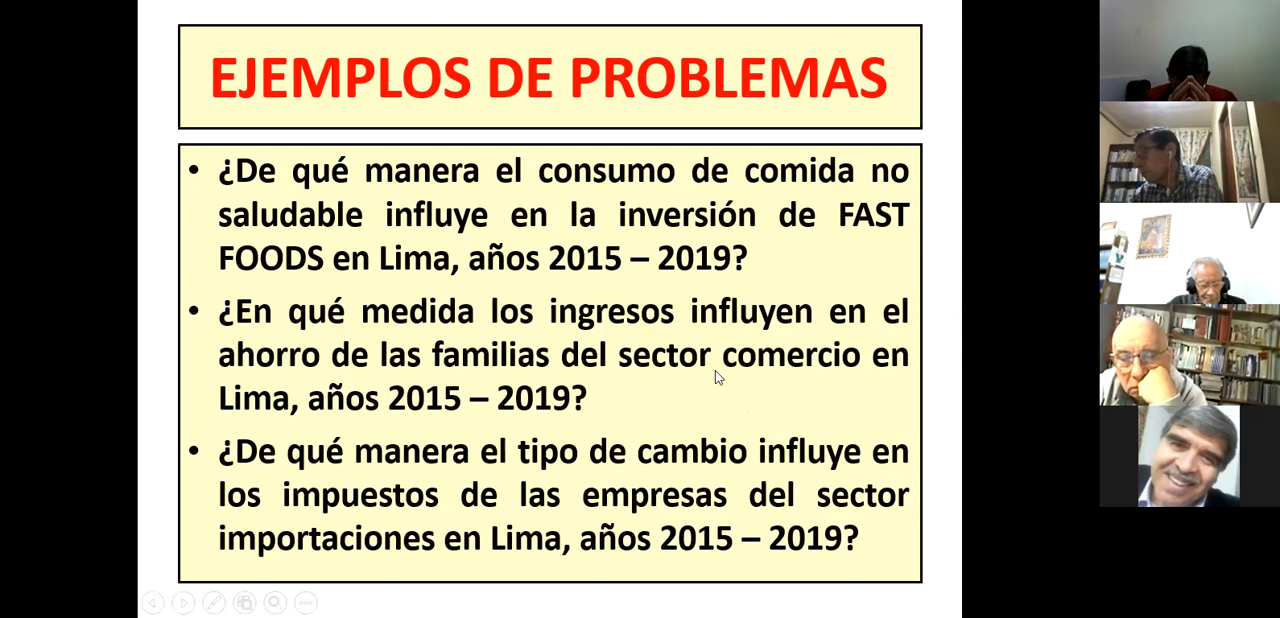 EJEMPLOS DE PROBLEMAS
• ¿De qué manera el consumo de comida no
saludable influye en la inversión de FAST
FOODS en Lima, años 2015 – 2019?
• ¿En qué medida los ingresos influyen en el
ahorro de las familias del sector comercio en
Lima, años 2015 – 2019?
• ¿De qué manera el tipo de cambio influye en
los impuestos de las empresas del sector
importaciones en Lima, años 2015 – 2019?